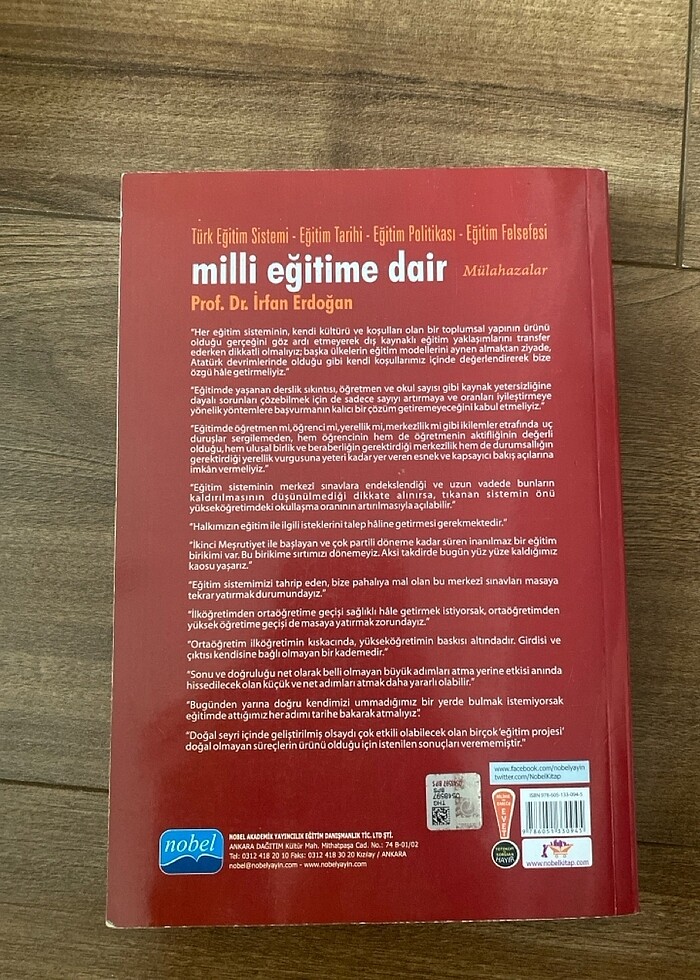 Türk Eğitim Sistemi - Eğitim Tarihi - Eğitim Politikası - Eğitim Felsefesi
milli eğitime dair Mülahazalar
Prof. Dr. İrfan Erdoğan
"Her eğitim sisteminin, kendi kültürü ve koşulları olan bir toplumsal yapının ürünü
olduğu gerçeğini göz ardı etmeyerek dış kaynaklı eğitim yaklaşımlarını transfer
ederken dikkatli olmalıyız; başka ülkelerin eğitim modellerini aynen almaktan ziyade,
Atatürk devrimlerinde olduğu gibi kendi koşullarımız içinde değerlendirerek bize
özgü hâle getirmeliyiz."
"Eğitimde yaşanan derslik sıkıntısı, öğretmen ve okul sayısı gibi kaynak yetersizliğine
dayalı sorunları çözebilmek için de sadece sayıyı artırmaya ve oranları iyileştirmeye
yönelik yöntemlere başvurmanın kalıcı bir çözüm getiremeyeceğini kabul etmeliyiz."
"Eğitimde öğretmen mi, öğrenci mi, yerellik mi, merkezîlik mi gibi ikilemler etrafında uç
duruşlar sergilemeden, hem öğrencinin hem de öğretmenin aktifliğinin değerli
olduğu, hem ulusal birlik ve beraberliğin gerektirdiği merkezilik hem de durumsallığın
gerektirdiği yerellik vurgusuna yeteri kadar yer veren esnek ve kapsayıcı bakış açılarına
imkân vermeliyiz."
"Eğitim sisteminin merkezî sınavlara endekslendiği ve uzun vadede bunların
kaldırılmasının düşünülmediği dikkate alınırsa, tıkanan sistemin önü
yükseköğretimdeki okullaşma oranının artırılmasıyla açılabilir."
"Halkımızın eğitim ile ilgili isteklerini talep hâline getirmesi gerekmektedir."
"İkinci Meşrutiyet ile başlayan ve çok partili döneme kadar süren inanılmaz bir eğitim
birikimi var. Bu birikime sırtımızı dönemeyiz. Aksi takdirde bugün yüz yüze kaldığımız
kaosu yaşarız."
"Eğitim sistemimizi tahrip eden, bize pahalıya mal olan bu merkezî sınavları masaya
tekrar yatırmak durumundayız."
"İlköğretimden ortaöğretime geçişi sağlıklı hâle getirmek istiyorsak, ortaöğretimden
yüksek öğretime geçişi de masaya yatırmak zorundayız."
"Ortaöğretim ilköğretimin kıskacında, yükseköğretimin baskısı altındadır. Girdisi ve
çıktısı kendisine bağlı olmayan bir kademedir."
"Sonu ve doğruluğu net olarak belli olmayan büyük adımları atma yerine etkisi anında
hissedilecek olan küçük ve net adımları atmak daha yararlı olabilir."
"Bugünden yarına doğru kendimizi ummadığımız bir yerde bulmak istemiyorsak
eğitimde attığımız her adımı tarihe bakarak atmalıyız".
"Doğal seyri içinde geliştirilmiş olsaydı çok etkili olabilecek olan birçok 'eğitim projesi'
doğal olmayan süreçlerin ürünü olduğu için istenilen sonuçları verememiştir."
www.facebook.com/nobelyayin
twitter.com/NobelKitap
ISBN 978-605-133-094-5
9 786051 330945
www.nobelkitap.com
HAYIR
nobel
NOBEL AKADEMİK YAYINCILIK EĞİTİM DANIŞMANLIK TİC. LTD ŞTİ.
ANKARA DAĞITIM Kültür Mah. Mithatpaşa Cad. No.: 74 B-01/02
Tel: 0312 418 20 10 Faks: 0312 418 30 20 Kızılay / ANKARA
nobel@nobelyayin.com - www.nobelyayin.com